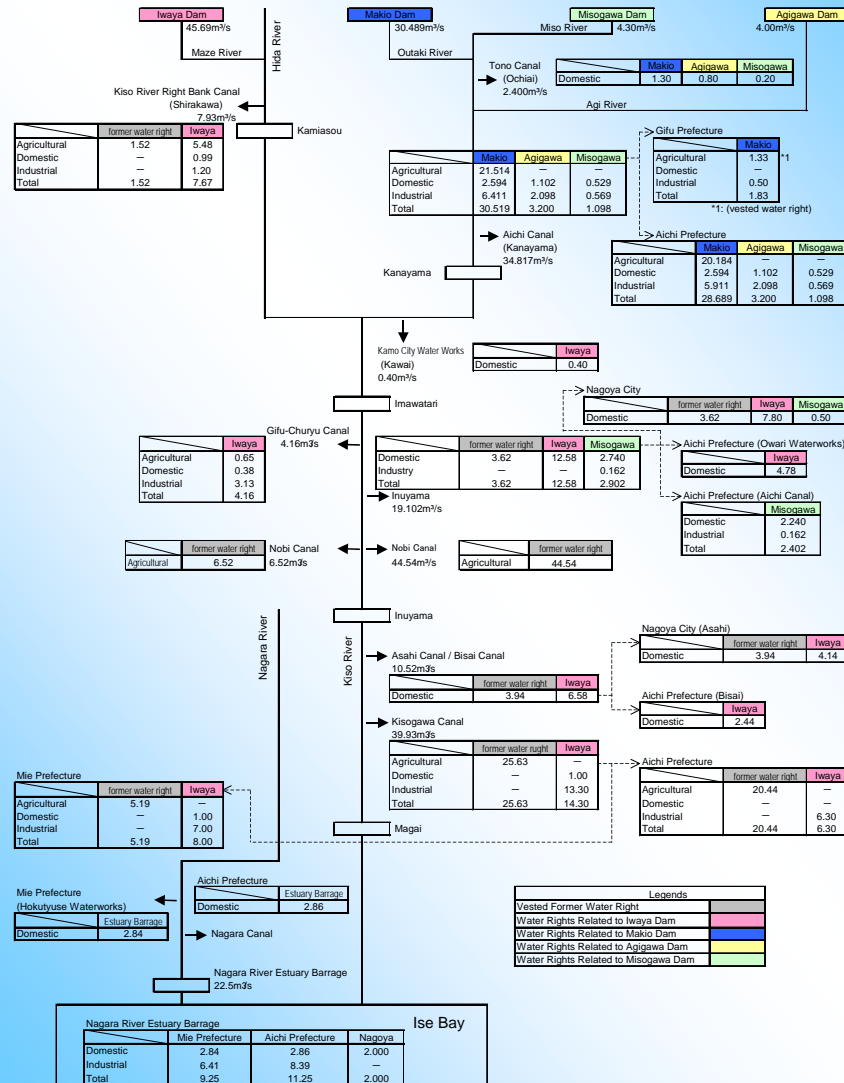 Iwaya Dam Makio Dam Misogawa Dam Agigawa Dam
45.69m³/s 30.489m³/s Miso River 4.30m³/s 4.00m³/s
Maze River Hida River Outaki River
Tono Canal
(Ochiai)
2.400m³/s
Makio Agigawa Misogawa
Domestic 1.30 0.80 0.20
Agi River
Kiso River Right Bank Canal
(Shirakawa)
7.93m³/s
former water right Iwaya
Agricultural 1.52 5.48
Domestic － 0.99
Industrial － 1.20
Total 1.52 7.67
Kamiasou
Makio Agigawa Misogawa
Agricultural 21.514 － －
Domestic 2.594 1.102 0.529
Industrial 6.411 2.098 0.569
Total 30.519 3.200 1.098
Gifu Prefecture
Makio
Agricultural 1.33 *1
Domestic －
Industrial 0.50
Total 1.83
*1: (vested water right)
Aichi Canal
(Kanayama)
34.817m³/s
Kanayama
Aichi Prefecture
Makio Agigawa Misogawa
Agricultural 20.184 － －
Domestic 2.594 1.102 0.529
Industrial 5.911 2.098 0.569
Total 28.689 3.200 1.098
Kamo City Water Works
(Kawai)
0.40m³/s
Iwaya
Domestic 0.40
Imawatari
Nagoya City
former water right Iwaya Misogawa
Domestic 3.62 7.80 0.50
Gifu-Churyu Canal
4.16m3⁄s
Iwaya
Agricultural 0.65
Domestic 0.38
Industrial 3.13
Total 4.16
former water right Iwaya Misogawa
Domestic 3.62 12.58 2.740
Industry － － 0.162
Total 3.62 12.58 2.902
Aichi Prefecture (Owari Waterworks)
Iwaya
Domestic 4.78
Inuyama
19.102m³/s
Aichi Prefecture (Aichi Canal)
Misogawa
Domestic 2.240
Industrial 0.162
Total 2.402
former water right
Agricultural 6.52
Nobi Canal
6.52m3⁄s
Nobi Canal
44.54m³/s
former water right
Agricultural 44.54
Inuyama
Nagara River
Kiso River
Asahi Canal / Bisai Canal
10.52m3⁄s
former water right Iwaya
Domestic 3.94 6.58
Nagoya City (Asahi)
former water right Iwaya
Domestic 3.94 4.14
Aichi Prefecture (Bisai)
Iwaya
Domestic 2.44
Kisogawa Canal
39.93m3⁄s
former water rught Iwaya
Agricultural 25.63 －
Domestic － 1.00
Industrial － 13.30
Total 25.63 14.30
Aichi Prefecture
former water right Iwaya
Agricultural 20.44 －
Domestic － －
Industrial － 6.30
Total 20.44 6.30
Mie Prefecture
former water right Iwaya
Agricultural 5.19 －
Domestic － 1.00
Industrial － 7.00
Total 5.19 8.00
Magai
Mie Prefecture
(Hokutyuse Waterworks)
Estuary Barrage
Domestic 2.84
Aichi Prefecture
Estuary Barrage
Domestic 2.86
Nagara Canal
Nagara River Estuary Barrage
22.5m3⁄s
Legends
Vested Former Water Right
Water Rights Related to Iwaya Dam
Water Rights Related to Makio Dam
Water Rights Related to Agigawa Dam
Water Rights Related to Misogawa Dam
Ise Bay
Nagara River Estuary Barrage
Mie Prefecture Aichi Prefecture Nagoya
Domestic 2.84 2.86 2.000
Industrial 6.41 8.39 －
Total 9.25 11.25 2.000